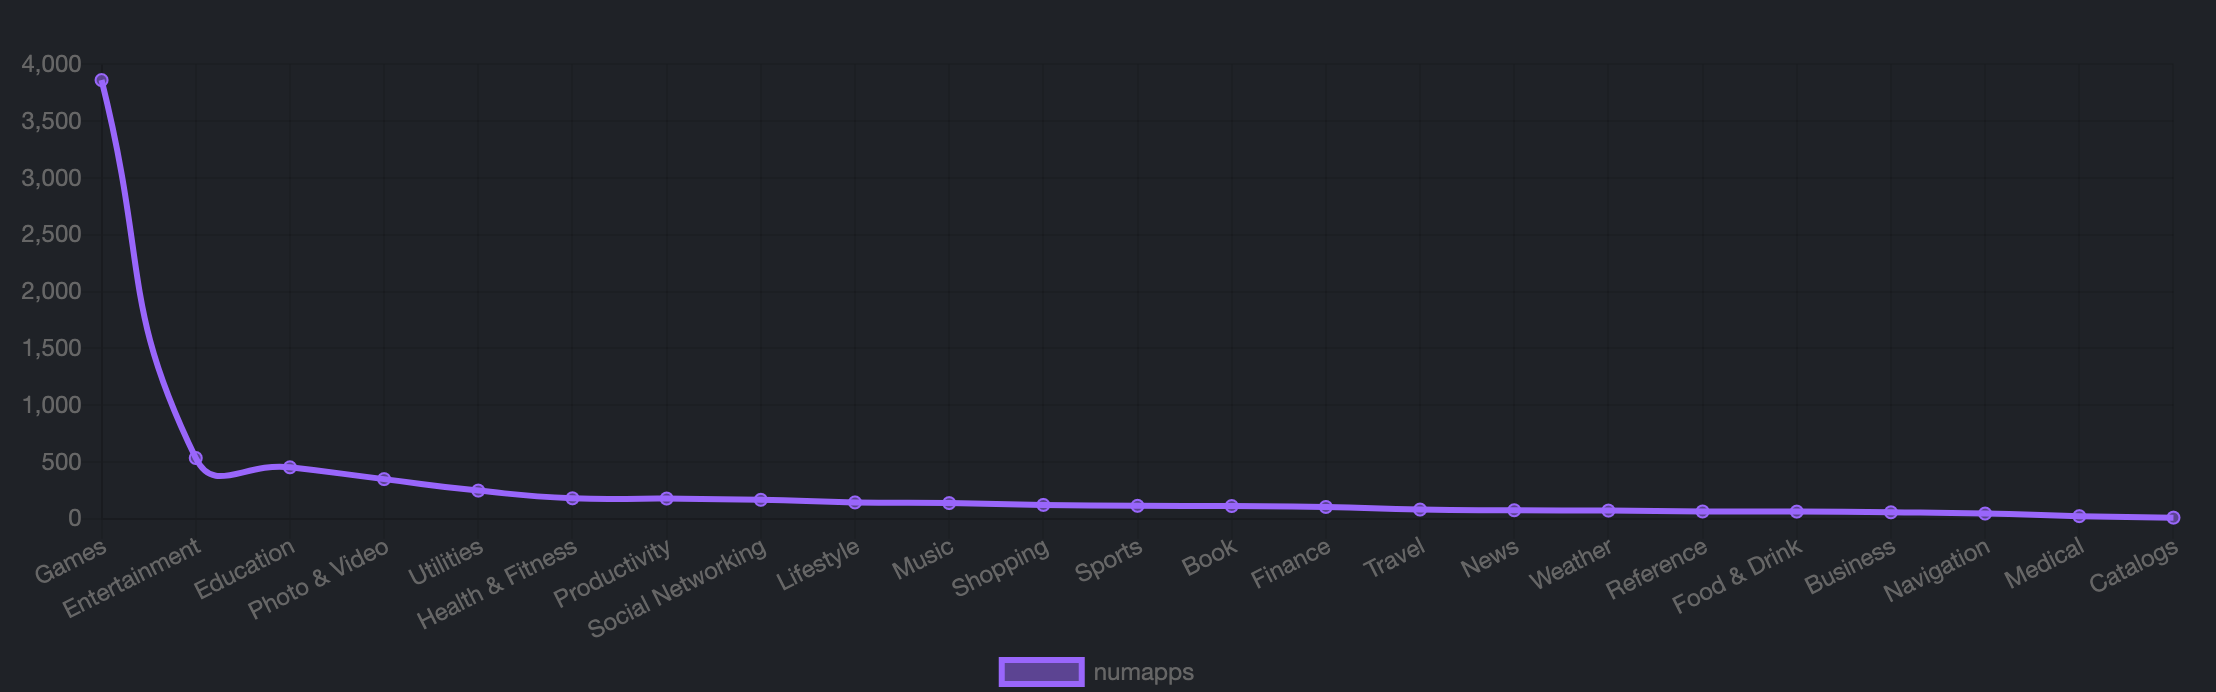 4,000
3,500
3,000
2,500
2,000
1,500
1,000
500
0
Games
Entertainment
Education
Photo & Video
Utilities
Health & Fitness
Productivity
Social Networking
Lifestyle
Music
Shopping
Sports
Book
Finance
Travel
News
Weather
Reference
Food & Drink
Business
Navigation
Medical
Catalogs
numapps